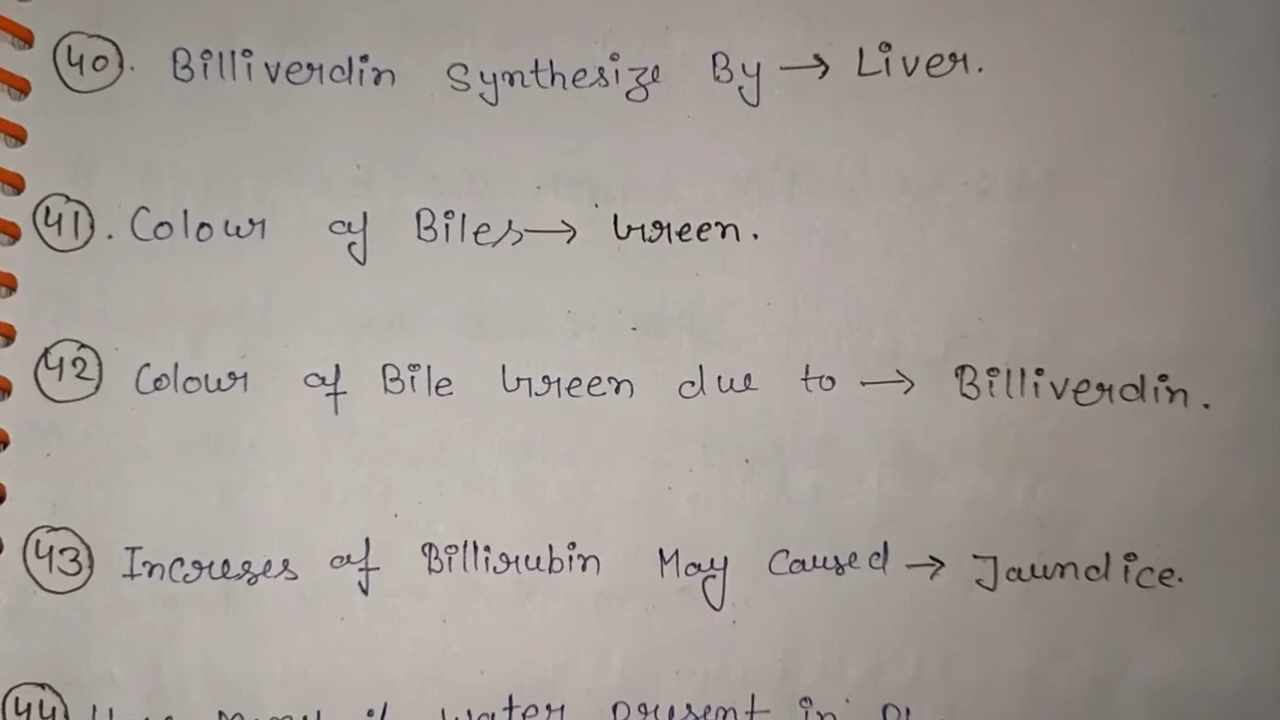 40. Billiverdin Synthesize By → Liver.
41. Colour of Biles → Green.
42 Colour of Bile Green due to → Billiverdin.
43 Increses of Billirubin May Caused → Jaundice.
44 Many % water present in